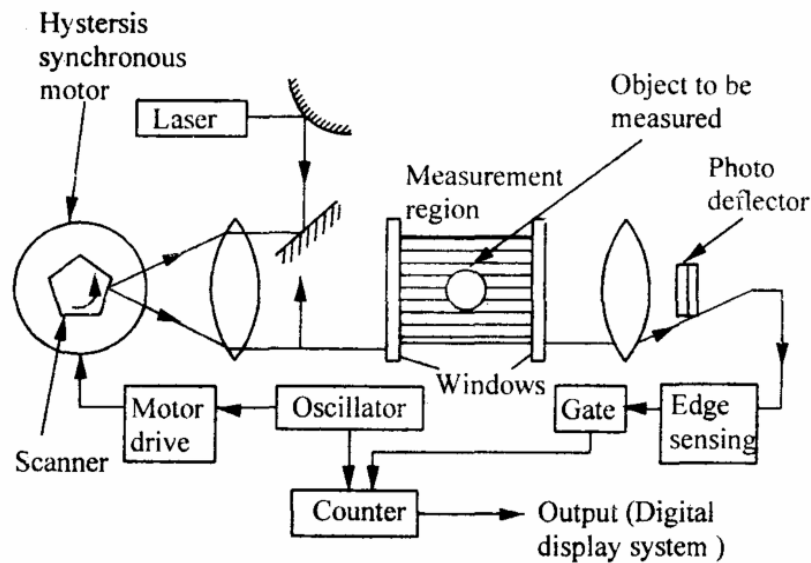 Hystersis
synchronous
motor
Laser
Object to be
measured
Measurement
region
Photo
deflector
Windows
Motor
drive
Oscillator
Gate
Edge
sensing
Scanner
Counter
Output (Digital
display system )